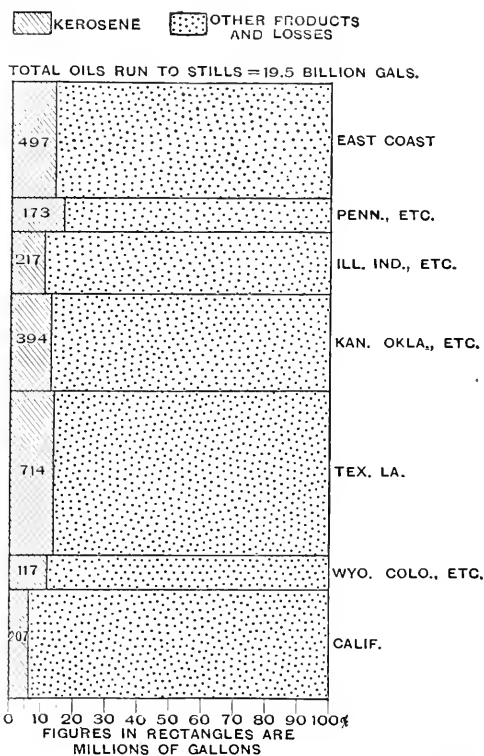 KEROSENE
OTHER PRODUCTS
AND LOSSES
TOTAL OILS RUN TO STILLS = 19.5 BILLION GALS.
497 EAST COAST
173 PENN., ETC.
217 ILL. IND., ETC.
394 KAN. OKLA., ETC.
714 TEX. LA.
117 WYO. COLO., ETC.
207 CALIF.
0 10 20 30 40 50 60 70 80 90 100%
FIGURES IN RECTANGLES ARE
MILLIONS OF GALLONS